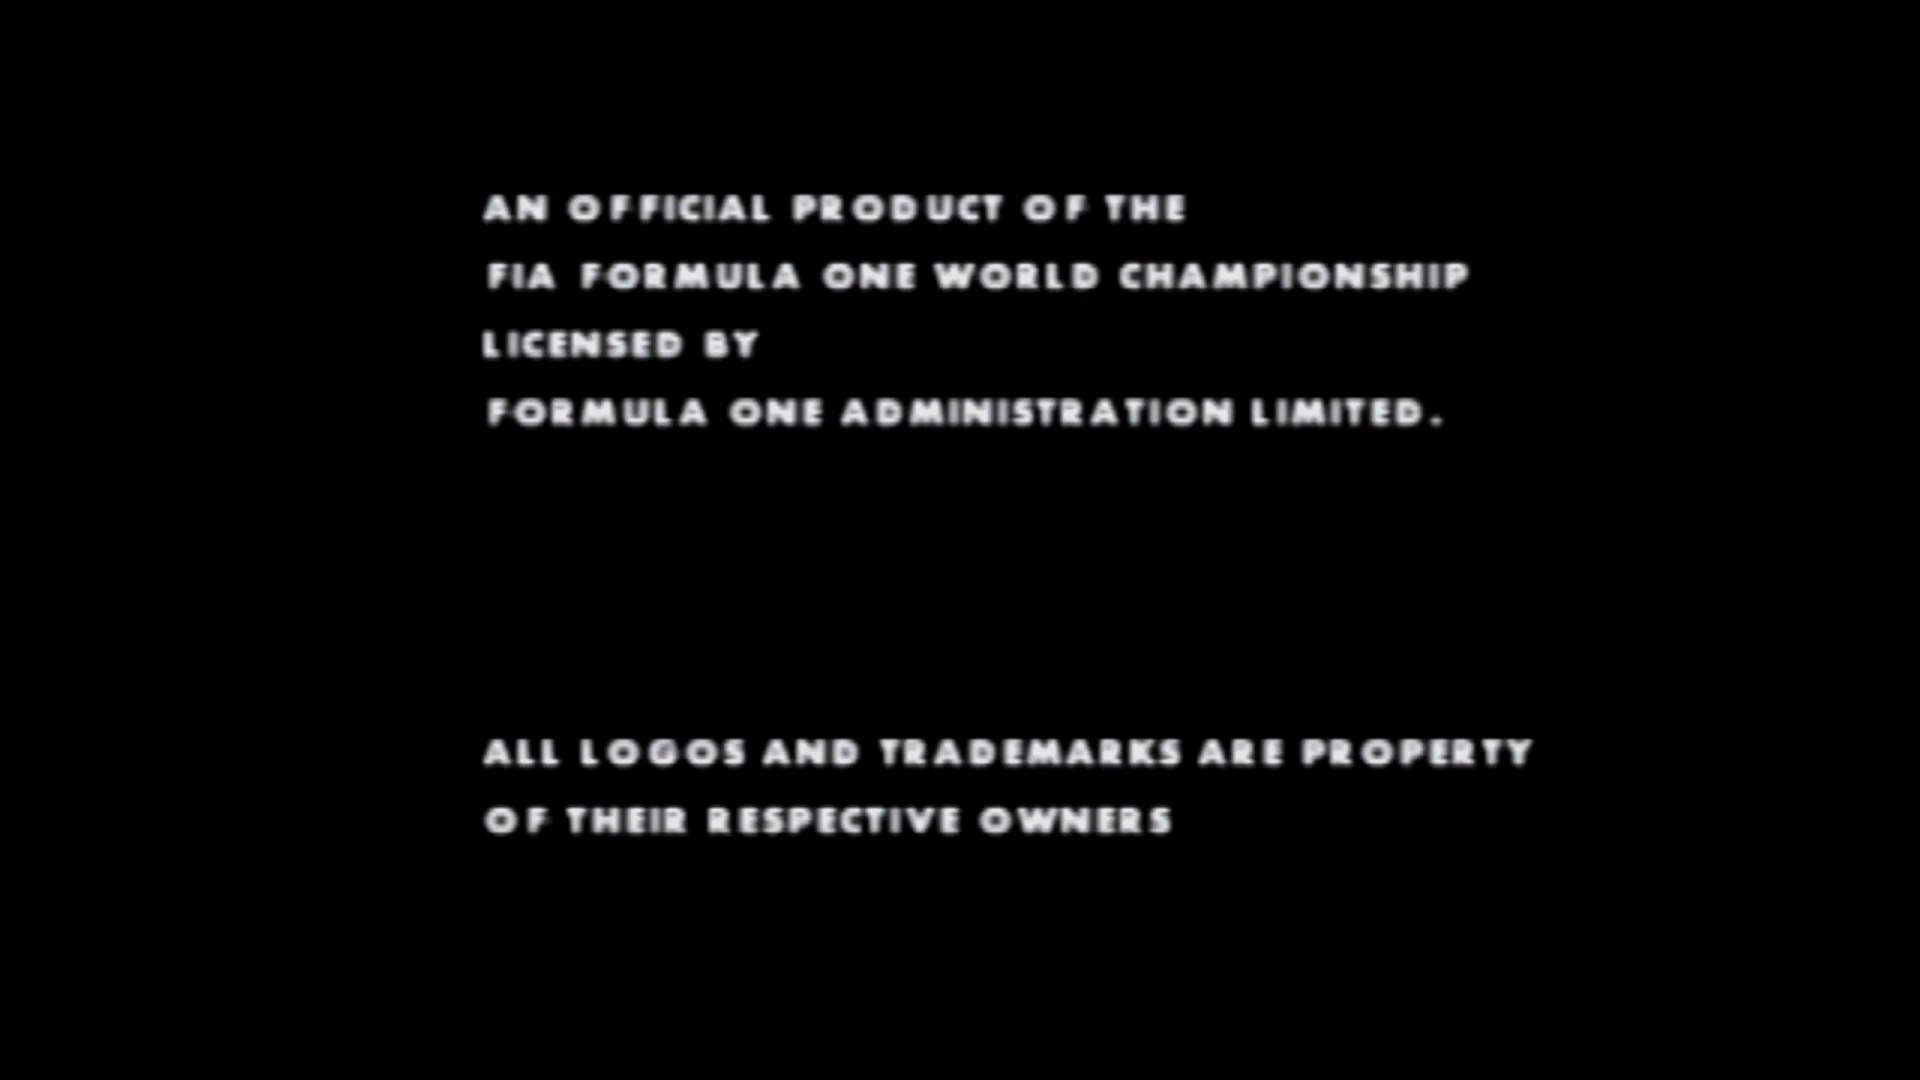 AN OFFICIAL PRODUCT OF THE
FIA FORMULA ONE WORLD CHAMPIONSHIP
LICENSED BY
FORMULA ONE ADMINISTRATION LIMITED.
ALL LOGOS AND TRADEMARKS ARE PROPERTY
OF THEIR RESPECTIVE OWNERS